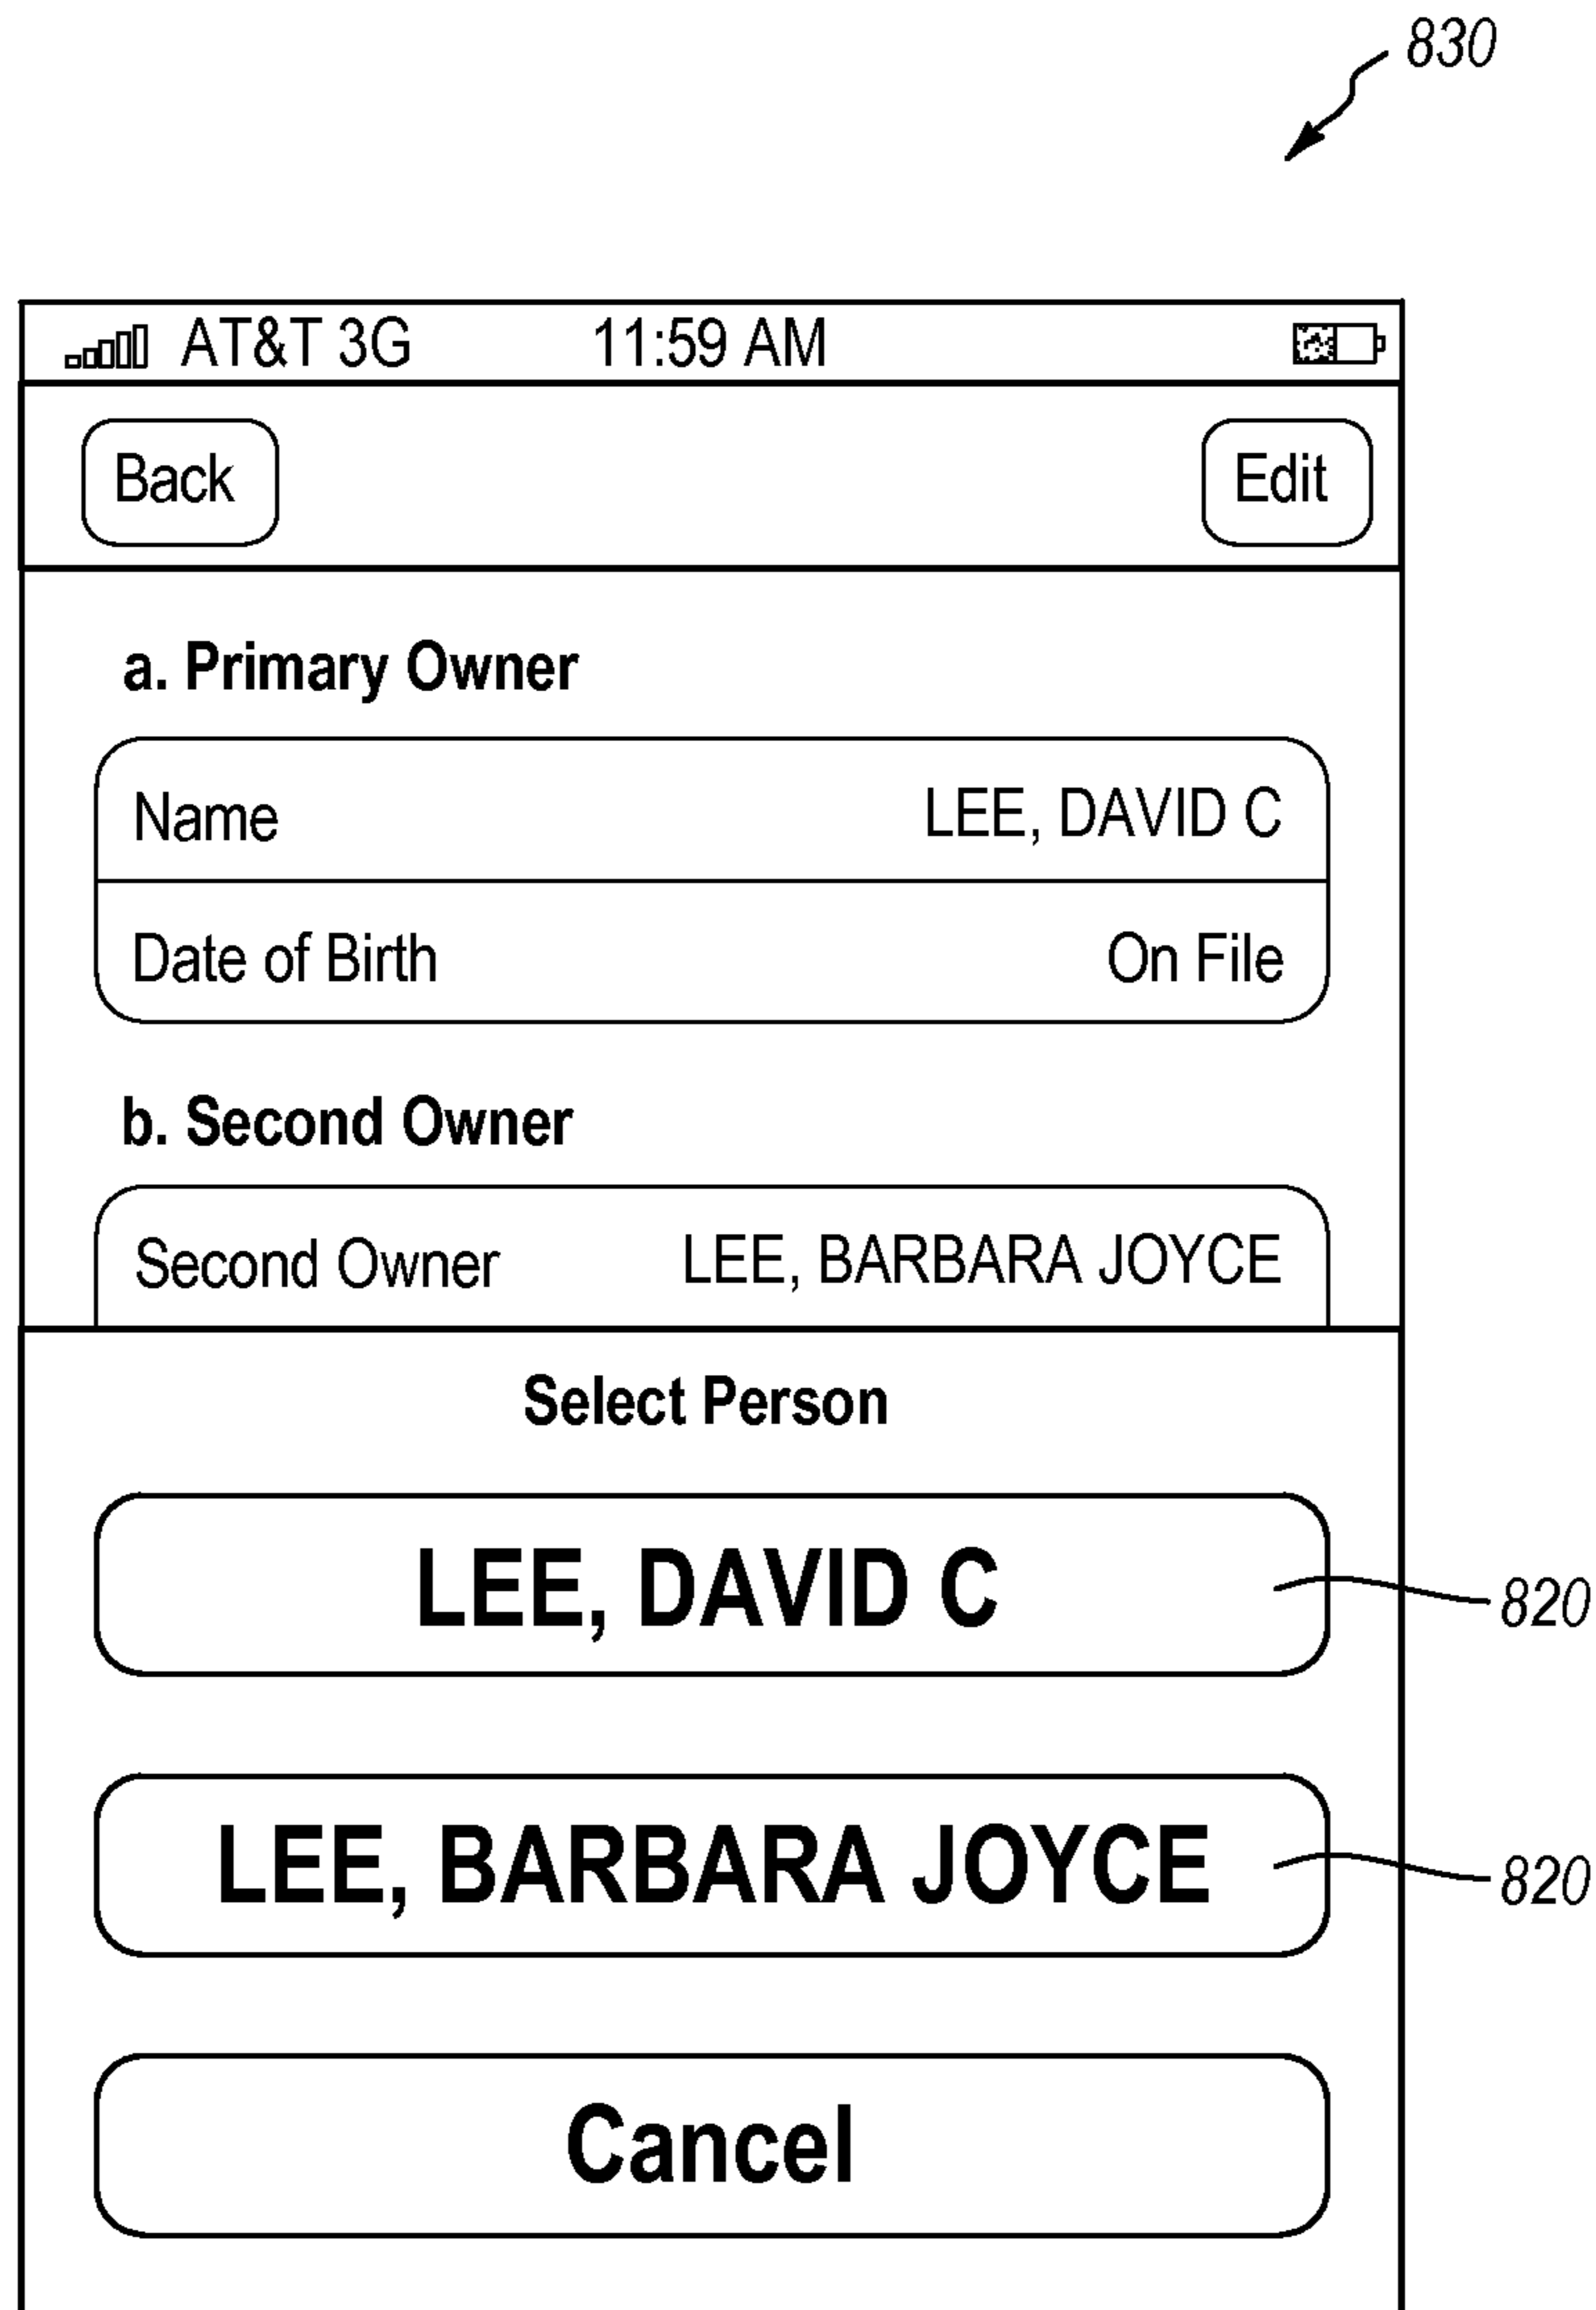 830
AT&T 3G 11:59 AM
Back Edit
a. Primary Owner
Name LEE, DAVID C
Date of Birth On File
b. Second Owner
Second Owner LEE, BARBARA JOYCE
Select Person
LEE, DAVID C 820
LEE, BARBARA JOYCE 820
Cancel